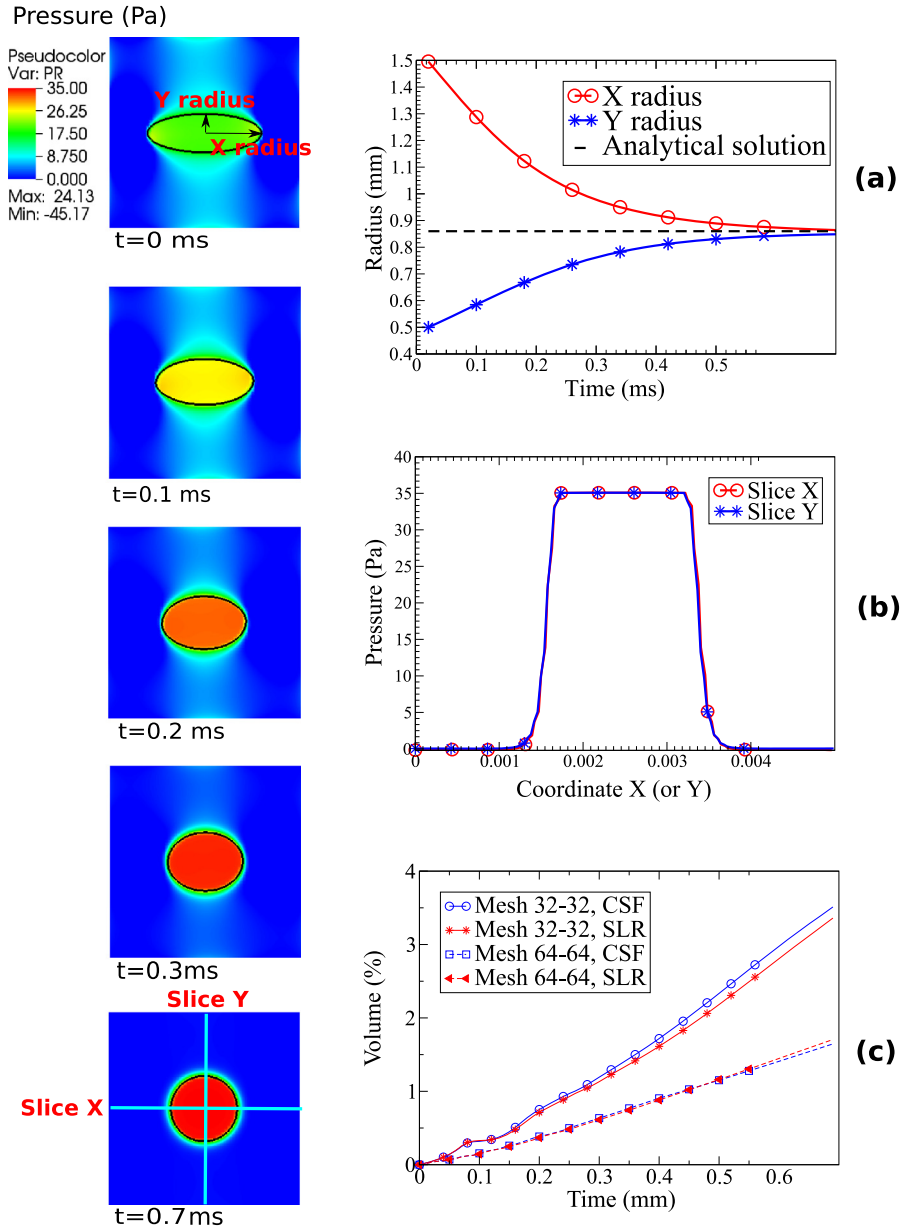 Pressure (Pa)
Pseudocolor
Var: PR
35.00
26.25
17.50
8.750
0.000
Max: 24.13
Min: -45.17
Y radius
X radius
t=0 ms
t=0.1 ms
t=0.2 ms
t=0.3ms
Slice Y
Slice X
t=0.7ms
1.5
1.3
1.2
1
0.9
0.8
0.7
0.5
0.4
Radius (mm)
X radius
Y radius
Analytical solution
0 0.1 0.2 0.3 0.4 0.5
Time (ms)
(a)
40
35
30
25
20
15
10
5
0
Pressure (Pa)
Slice X
Slice Y
0 0.001 0.002 0.003 0.004
Coordinate X (or Y)
(b)
4
3
2
1
0
Volume (%)
Mesh 32-32, CSF
Mesh 32-32, SLR
Mesh 64-64, CSF
Mesh 64-64, SLR
0 0.1 0.2 0.3 0.4 0.5 0.6
Time (mm)
(c)